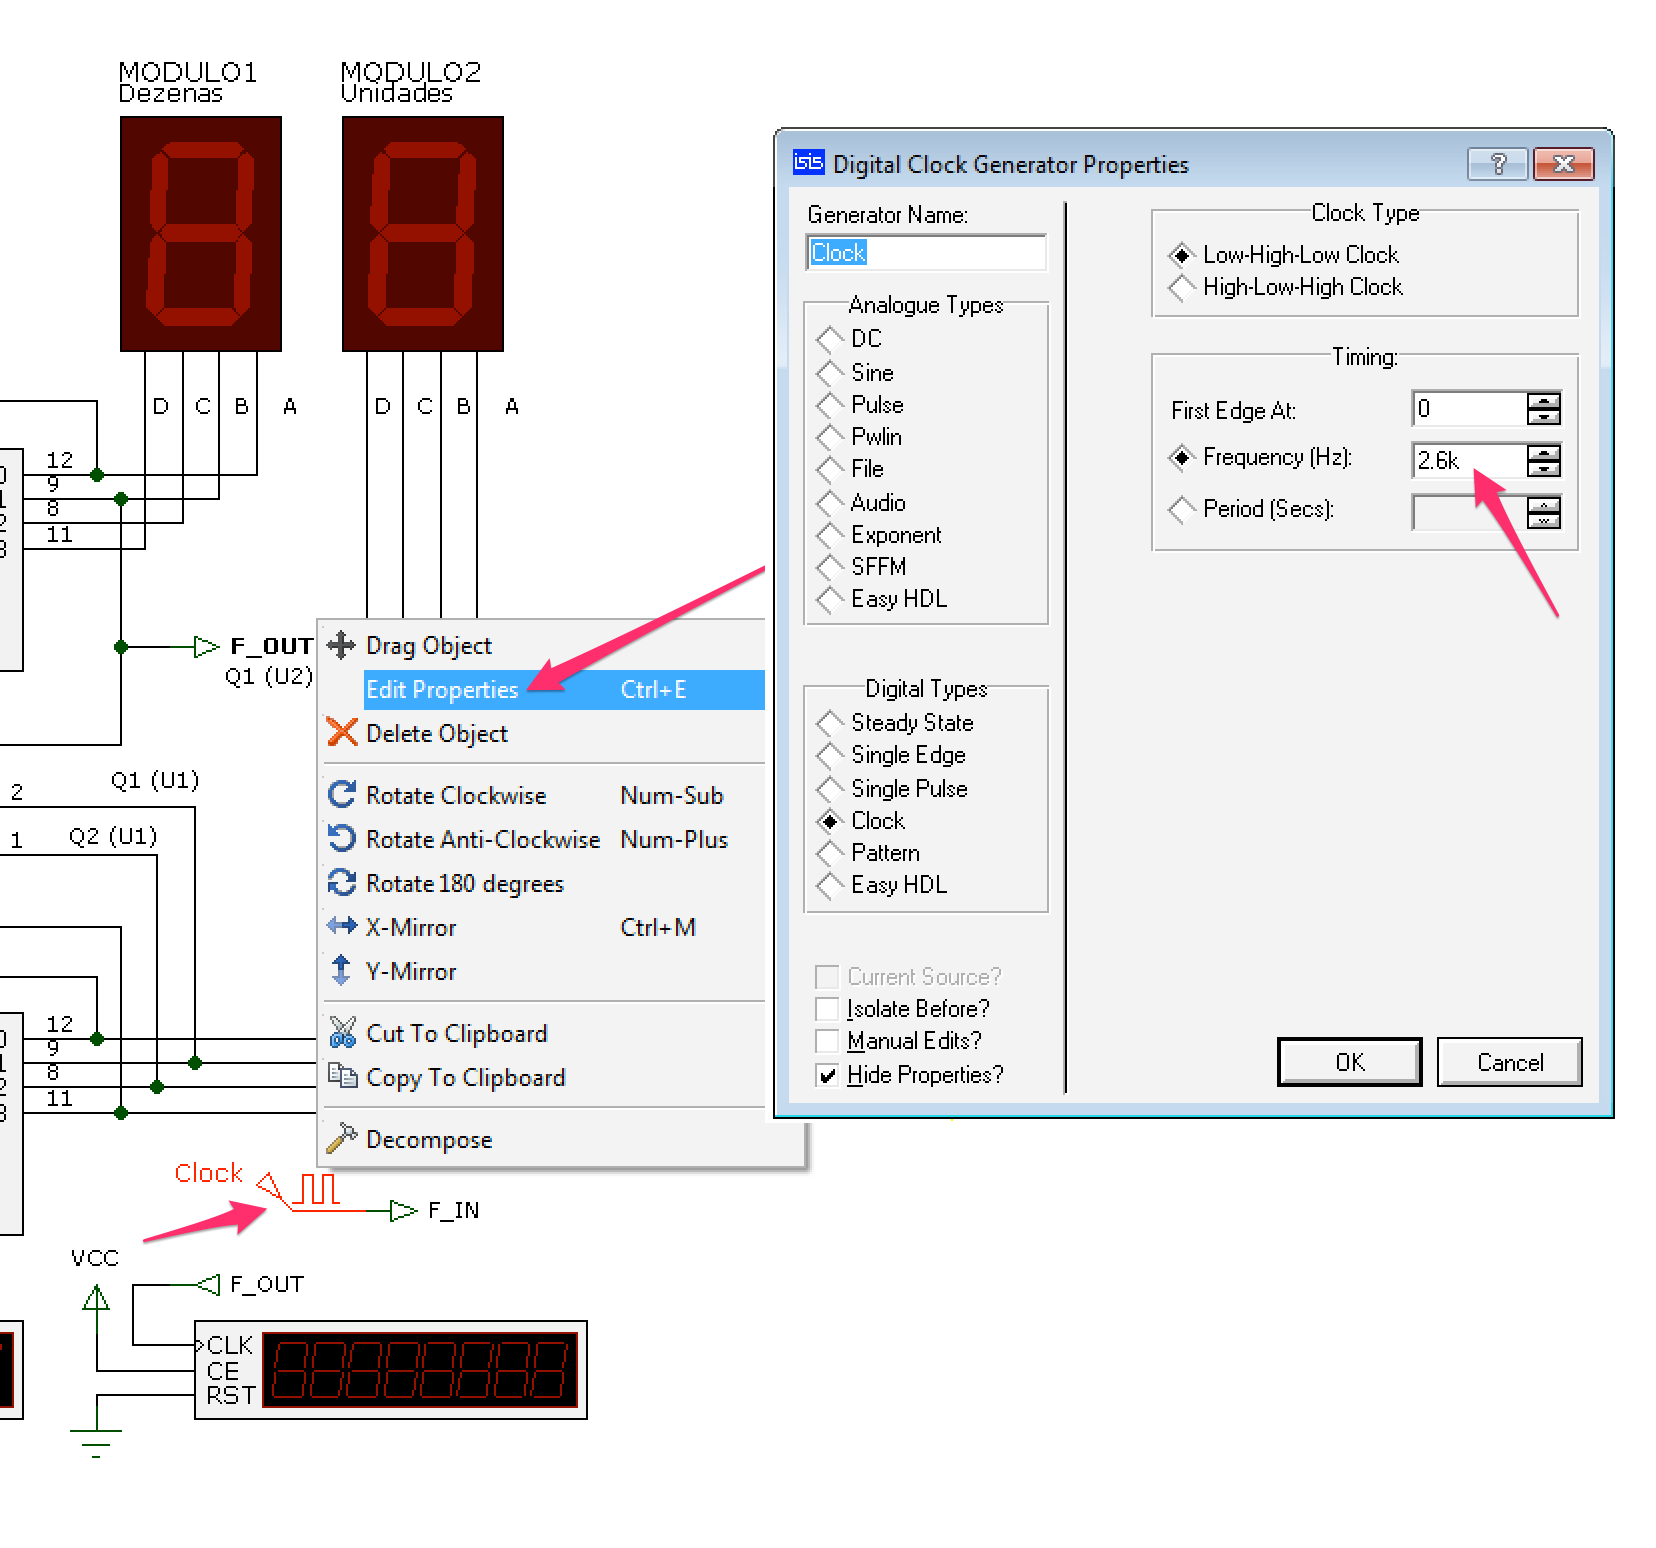 MODULO1
Dezenas
MODULO2
Unidades
D C B A
D C B A
12
9
8
11
0
1
2
3
F_OUT
Q1 (U2)
2
Q1 (U1)
1
Q2 (U1)
12
9
8
11
0
1
2
3
Drag Object
Edit Properties Ctrl+E
Delete Object
Rotate Clockwise Num-Sub
Rotate Anti-Clockwise Num-Plus
Rotate 180 degrees
X-Mirror Ctrl+M
Y-Mirror
Cut To Clipboard
Copy To Clipboard
Decompose
Clock
F_IN
VCC
F_OUT
CLK
CE
RST
isis Digital Clock Generator Properties
?
Generator Name:
Clock
Analogue Types
DC
Sine
Pulse
Pwlin
File
Audio
Exponent
SFFM
Easy HDL
Digital Types
Steady State
Single Edge
Single Pulse
Clock
Pattern
Easy HDL
Current Source?
Isolate Before?
Manual Edits?
Hide Properties?
Clock Type
Low-High-Low Clock
High-Low-High Clock
Timing:
First Edge At: 0
Frequency (Hz): 2.6k
Period (Secs):
OK
Cancel